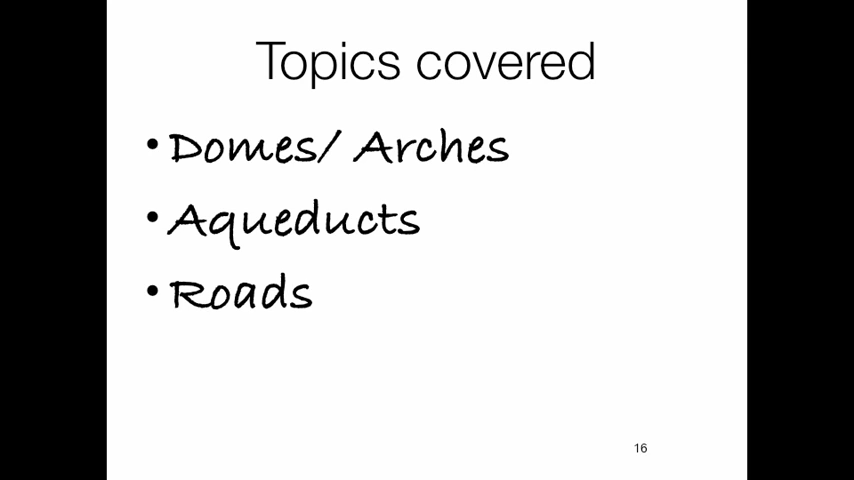 Topics covered
• Domes/ Arches
• Aqueducts
• Roads
16